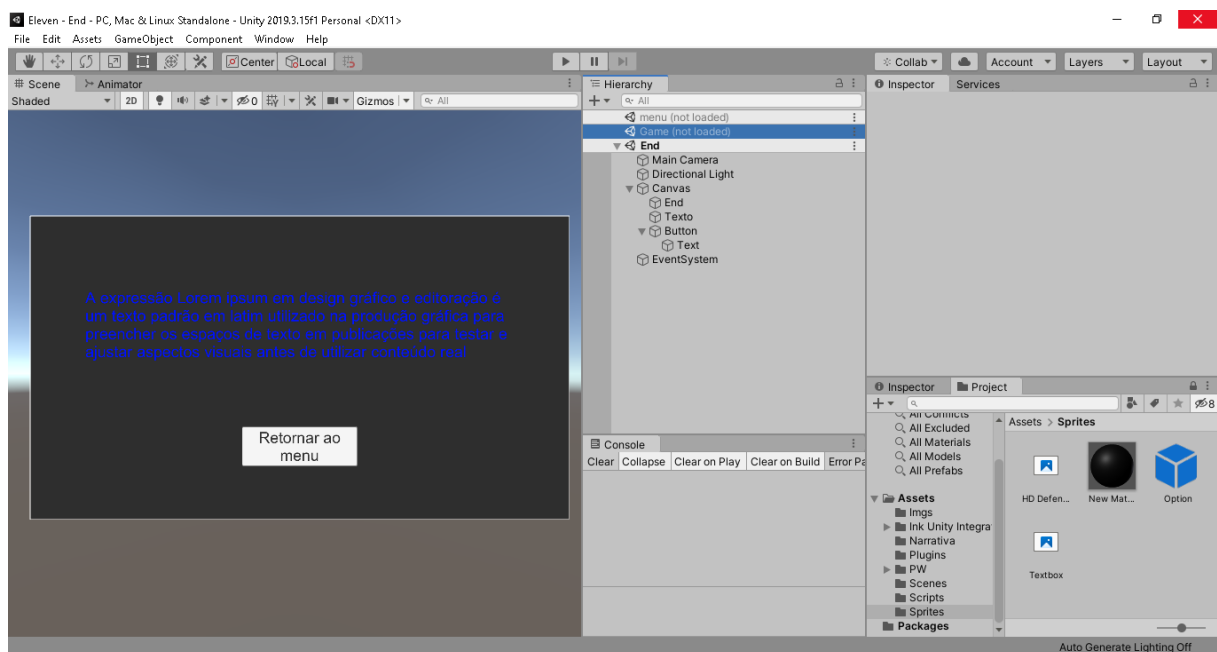 Eleven - End - PC, Mac & Linux Standalone - Unity 2019.3.15f1 Personal <DX11>
File Edit Assets GameObject Component Window Help
Center Local
Collab Account Layers Layout
Scene Animator
Shaded 2D 0 Gizmos All
A expressão Lorem ipsum em design gráfico e editoração é
um texto padrão em latim utilizado na produção gráfica para
preencher os espaços de texto em publicações para testar e
ajustar aspectos visuais antes de utilizar conteúdo real
Retornar ao
menu
Hierarchy
All
menu (not loaded)
Game (not loaded)
End
Main Camera
Directional Light
Canvas
End
Texto
Button
Text
EventSystem
Console
Clear Collapse Clear on Play Clear on Build Error Pa
Inspector Services
Inspector Project
8
All Conflicts
All Excluded
All Materials
All Models
All Prefabs
Assets
Imgs
Ink Unity Integra
Narrativa
Plugins
PW
Scenes
Scripts
Sprites
Packages
Assets > Sprites
HD Defen... New Mat... Option
Textbox
Auto Generate Lighting Off